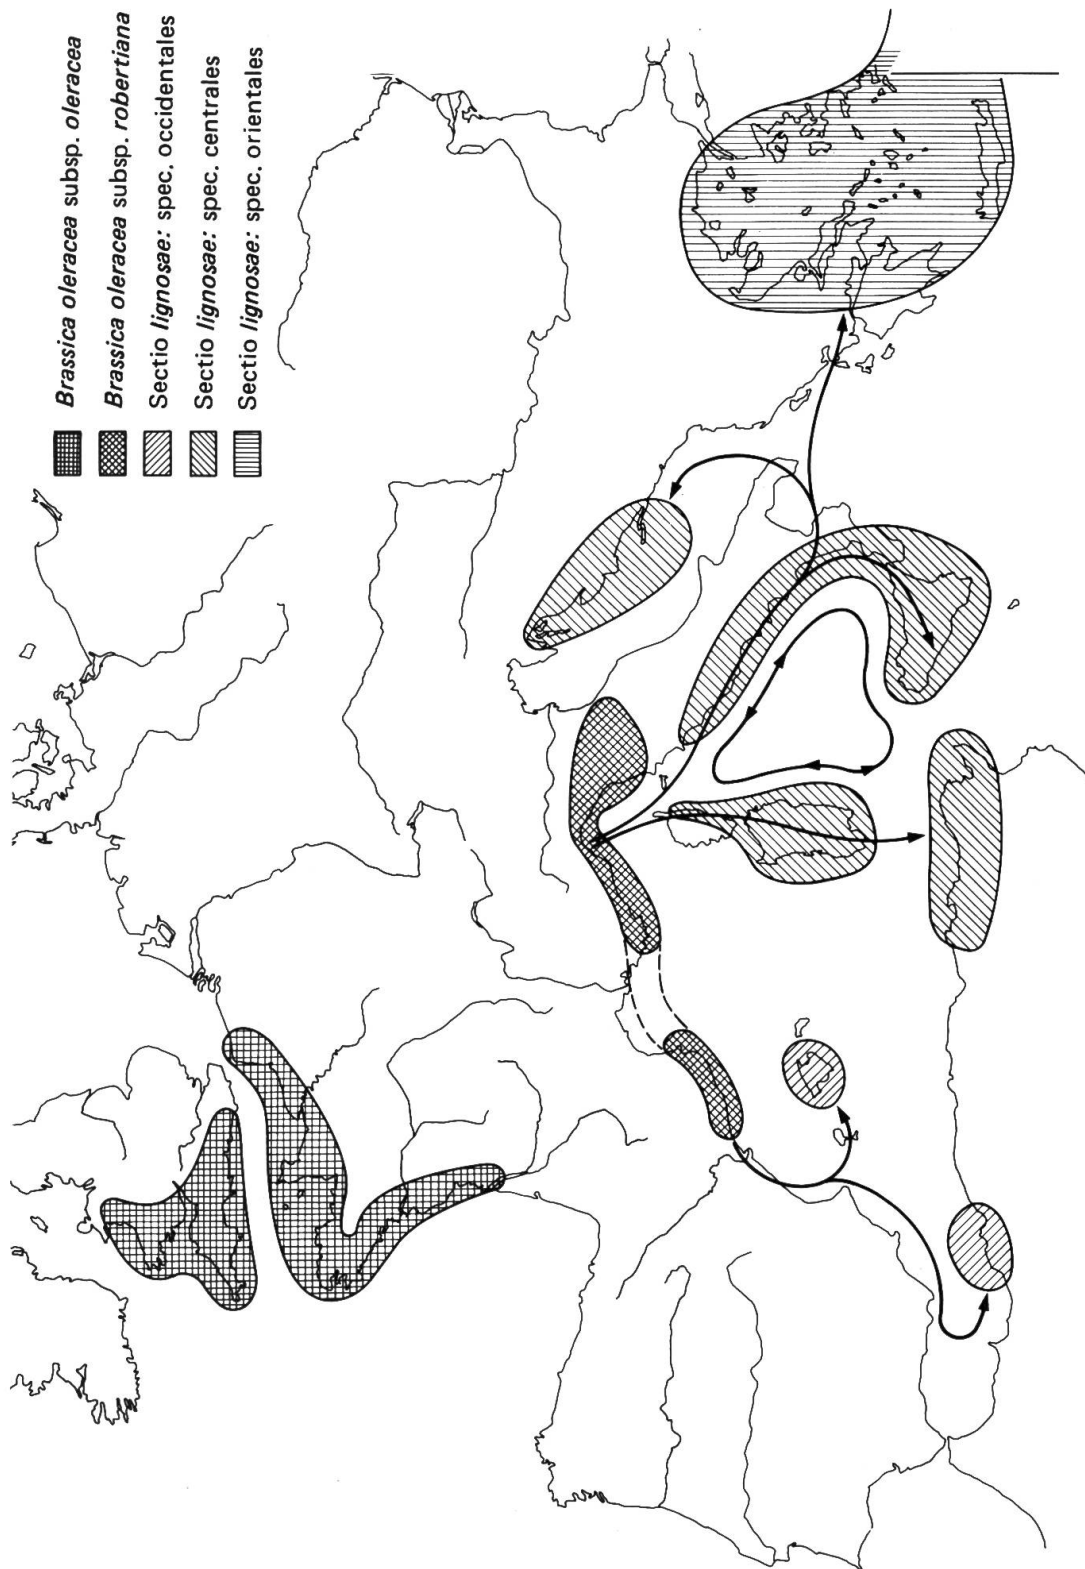 Brassica oleracea subsp. oleracea
Brassica oleracea subsp. robertiana
Sectio lignosae: spec. occidentales
Sectio lignosae: spec. centrales
Sectio lignosae: spec. orientales